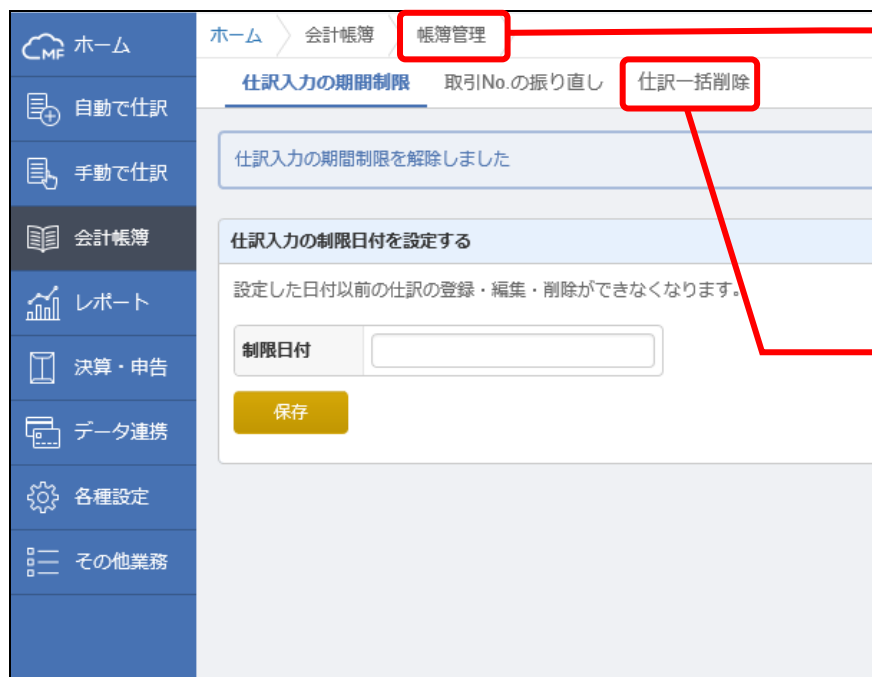 MF ホーム
自動で仕訳
手動で仕訳
会計帳簿
レポート
決算・申告
データ連携
各種設定
その他業務
ホーム 会計帳簿 帳簿管理
仕訳入力の期間制限 取引No.の振り直し 仕訳一括削除
仕訳入力の期間制限を解除しました
仕訳入力の制限日付を設定する
設定した日付以前の仕訳の登録・編集・削除ができなくなります。
制限日付
保存